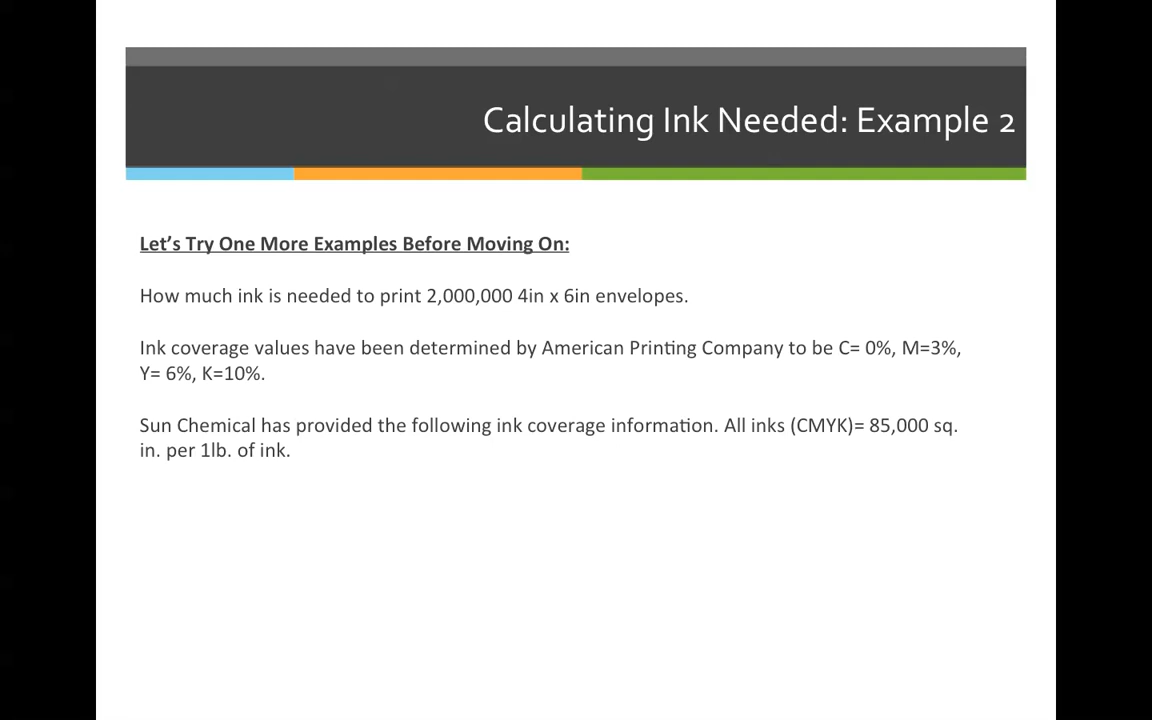 Calculating Ink Needed: Example 2
Let's Try One More Examples Before Moving On:
How much ink is needed to print 2,000,000 4in x 6in envelopes.
Ink coverage values have been determined by American Printing Company to be C= 0%, M=3%,
Y= 6%, K=10%.
Sun Chemical has provided the following ink coverage information. All inks (CMYK)= 85,000 sq.
in. per 1lb. of ink.